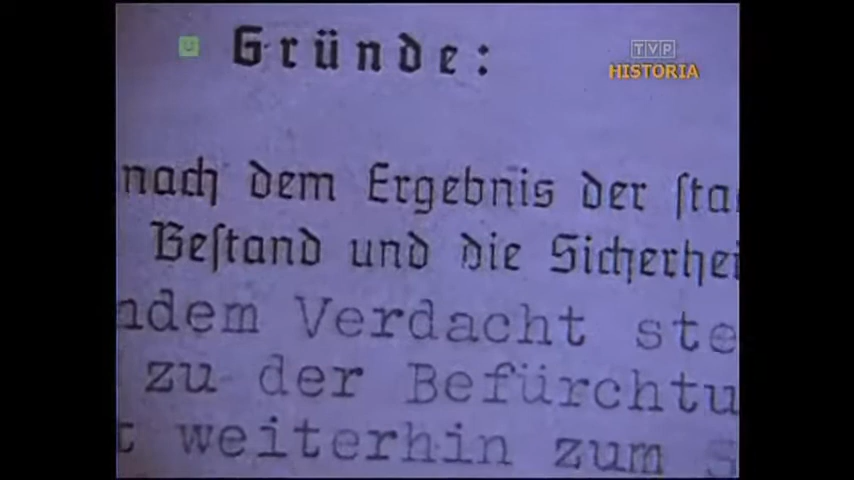 u
TVP
HISTORIA
Gründe:
nach dem Ergebnis der sta
Beſtand und die Sicherhei
ndem Verdacht ste
zu der Befürchtu
t weiterhin zum S